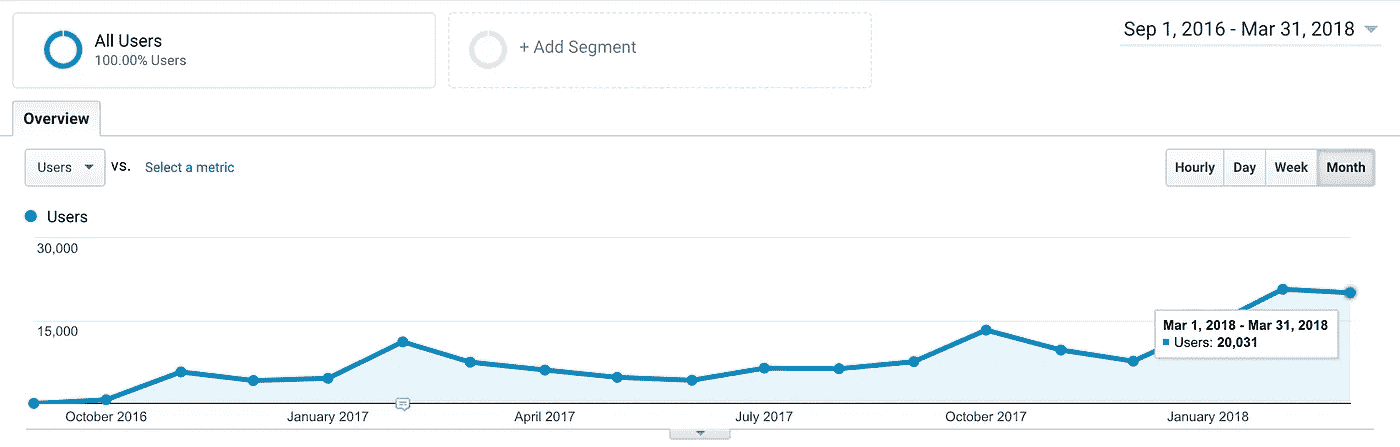 All Users
100.00% Users
+ Add Segment
Sep 1, 2016 - Mar 31, 2018
Overview
Users VS. Select a metric
Hourly Day Week Month
Users
30,000
15,000
Mar 1, 2018 - Mar 31, 2018
Users: 20,031
October 2016 January 2017 April 2017 July 2017 October 2017 January 2018